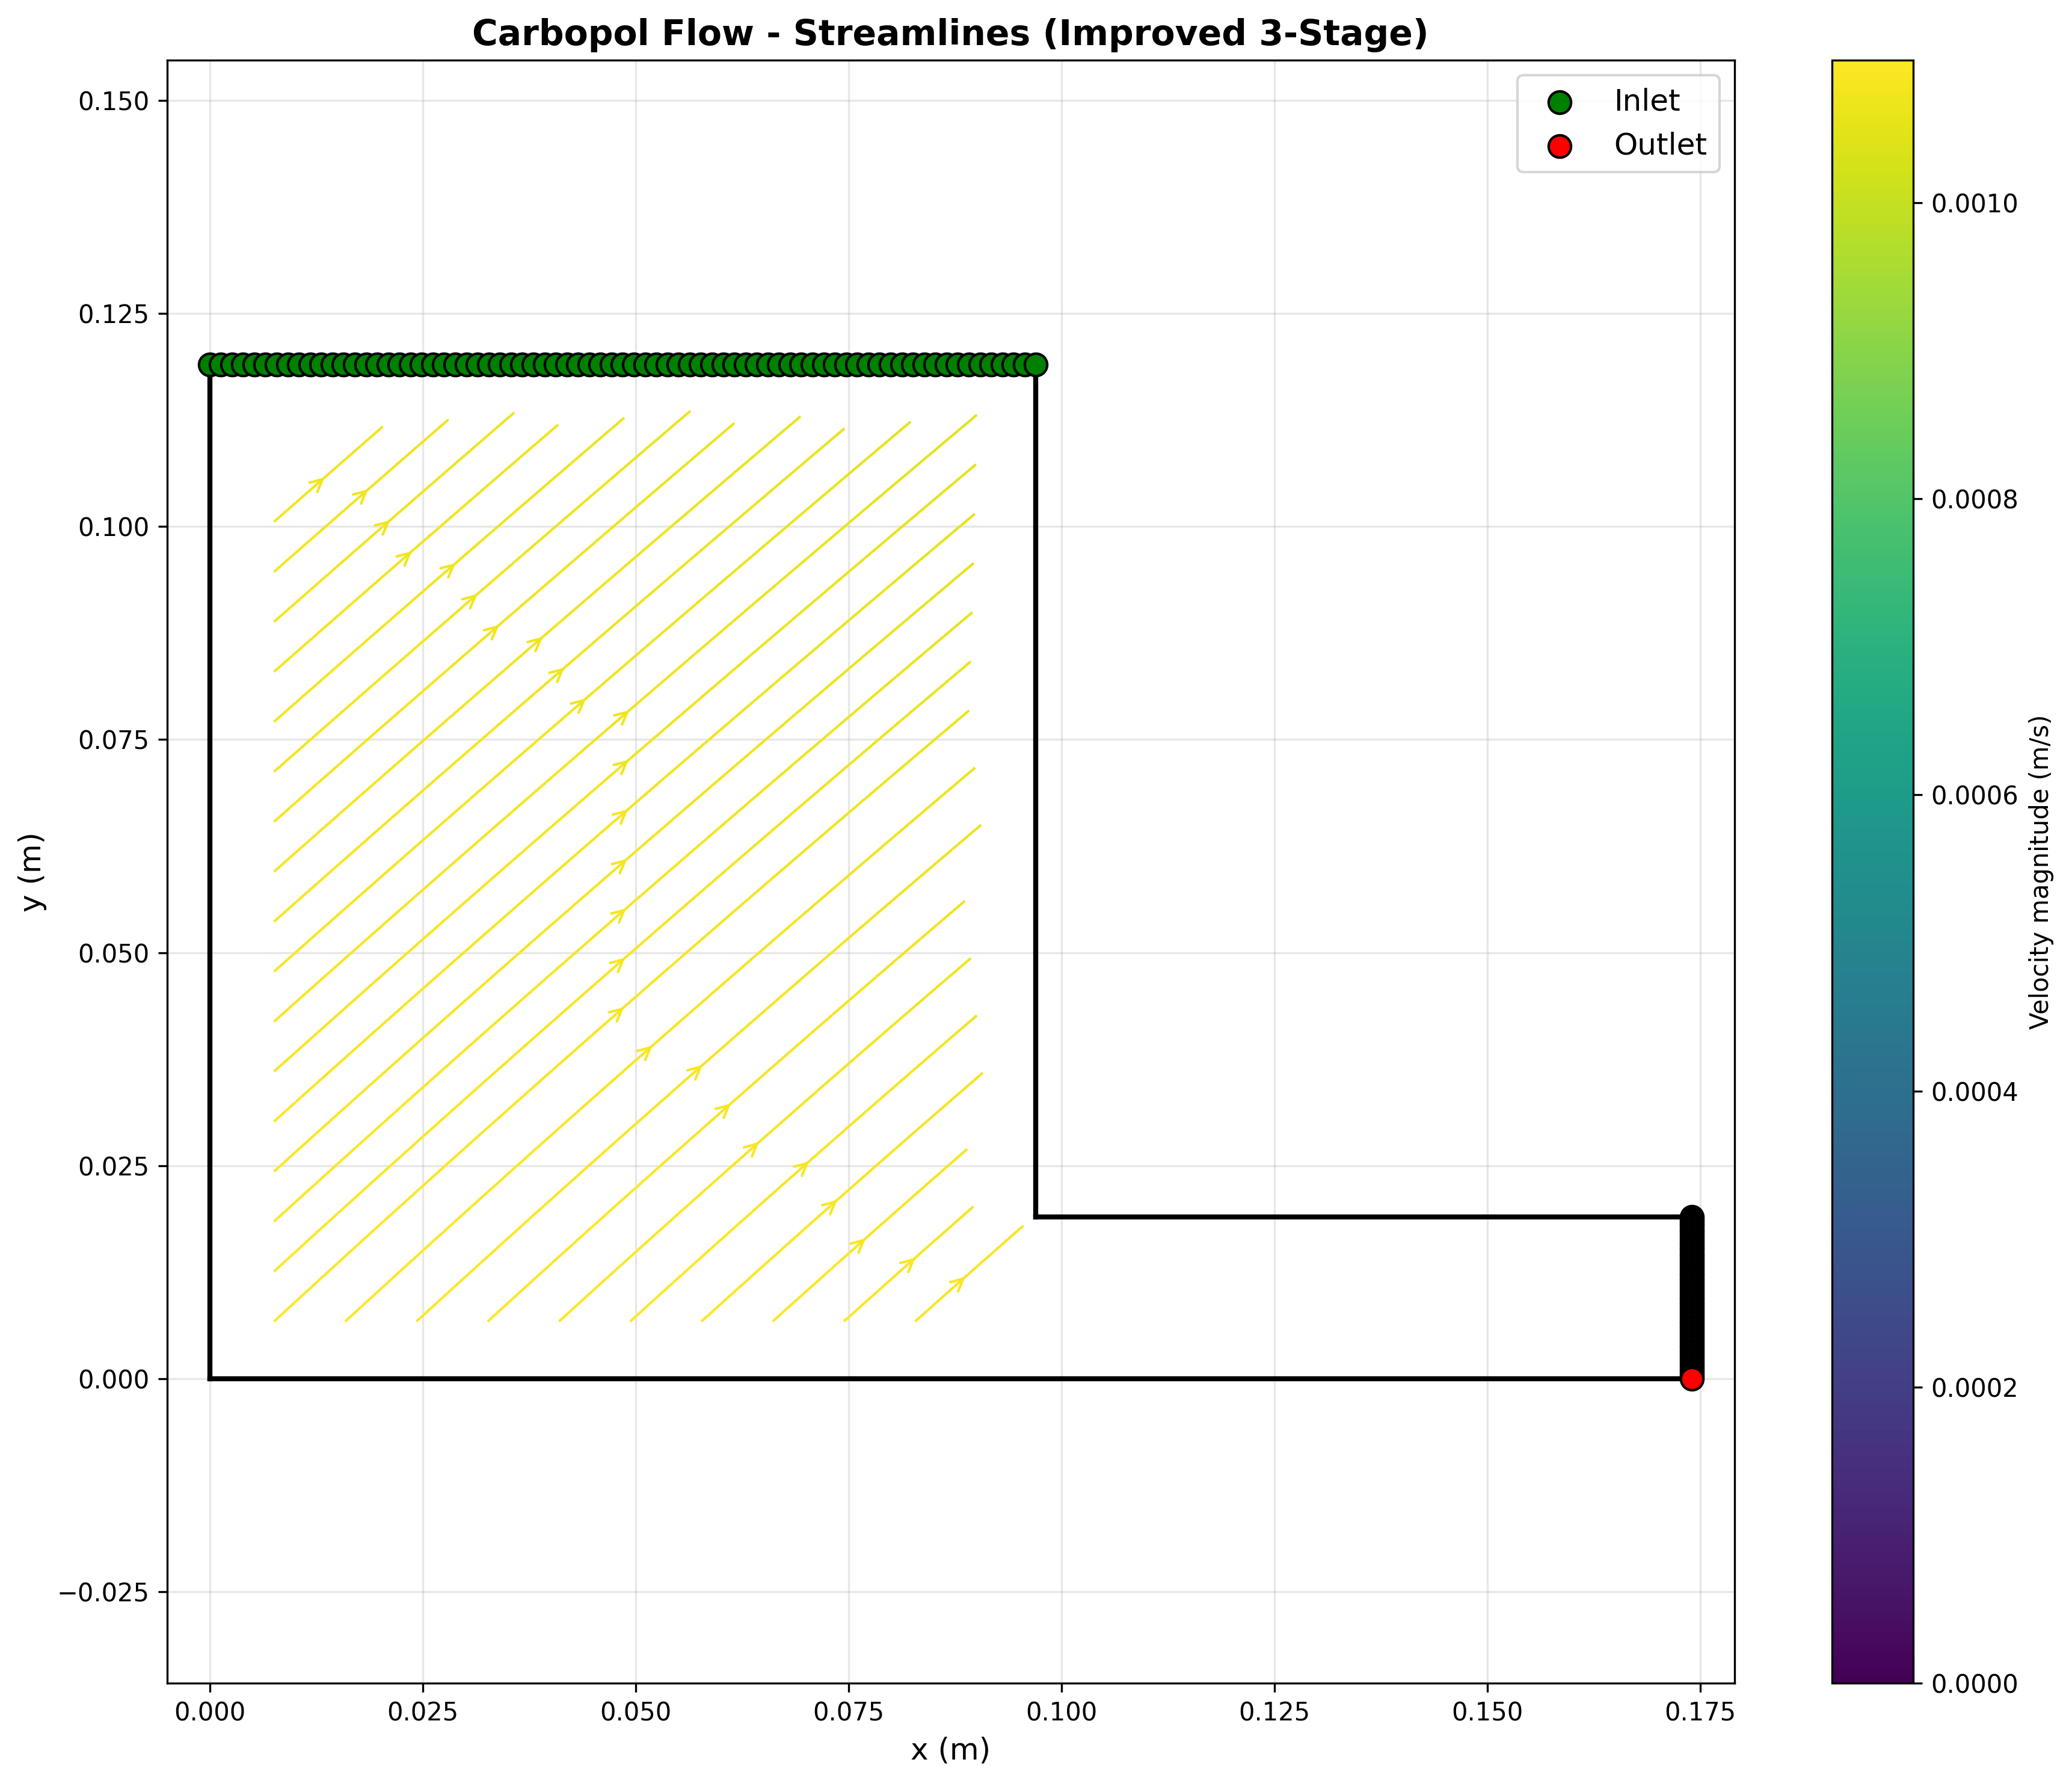 Carbopol Flow - Streamlines (Improved 3-Stage)
Inlet
Outlet
0.150
0.125
0.100
0.075
0.050
0.025
0.000
−0.025
y (m)
0.000 0.025 0.050 0.075 0.100 0.125 0.150 0.175
x (m)
0.0010
0.0008
0.0006
0.0004
0.0002
0.0000
Velocity magnitude (m/s)